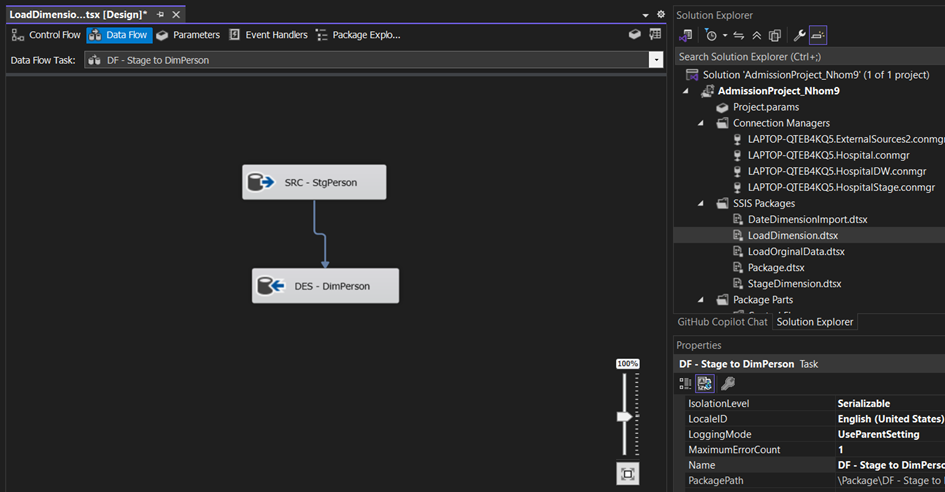 LoadDimensio...tsx [Design]*
Control Flow Data Flow Parameters Event Handlers Package Explo...
Data Flow Task: DF - Stage to DimPerson
SRC - StgPerson
DES - DimPerson
100%
Solution Explorer
Search Solution Explorer (Ctrl+;)
Solution 'AdmissionProject_Nhom9' (1 of 1 project)
AdmissionProject_Nhom9
Project.params
Connection Managers
LAPTOP-QTEB4KQ5.ExternalSources2.conmgr
LAPTOP-QTEB4KQ5.Hospital.conmgr
LAPTOP-QTEB4KQ5.HospitalDW.conmgr
LAPTOP-QTEB4KQ5.HospitalStage.conmgr
SSIS Packages
DateDimensionImport.dtsx
LoadDimension.dtsx
LoadOrginalData.dtsx
Package.dtsx
StageDimension.dtsx
Package Parts
GitHub Copilot Chat Solution Explorer
Properties
DF - Stage to DimPerson Task
IsolationLevel Serializable
LocaleID English (United States)
LoggingMode UseParentSetting
MaximumErrorCount 1
Name DF - Stage to DimPerso
PackagePath \Package\DF - Stage to